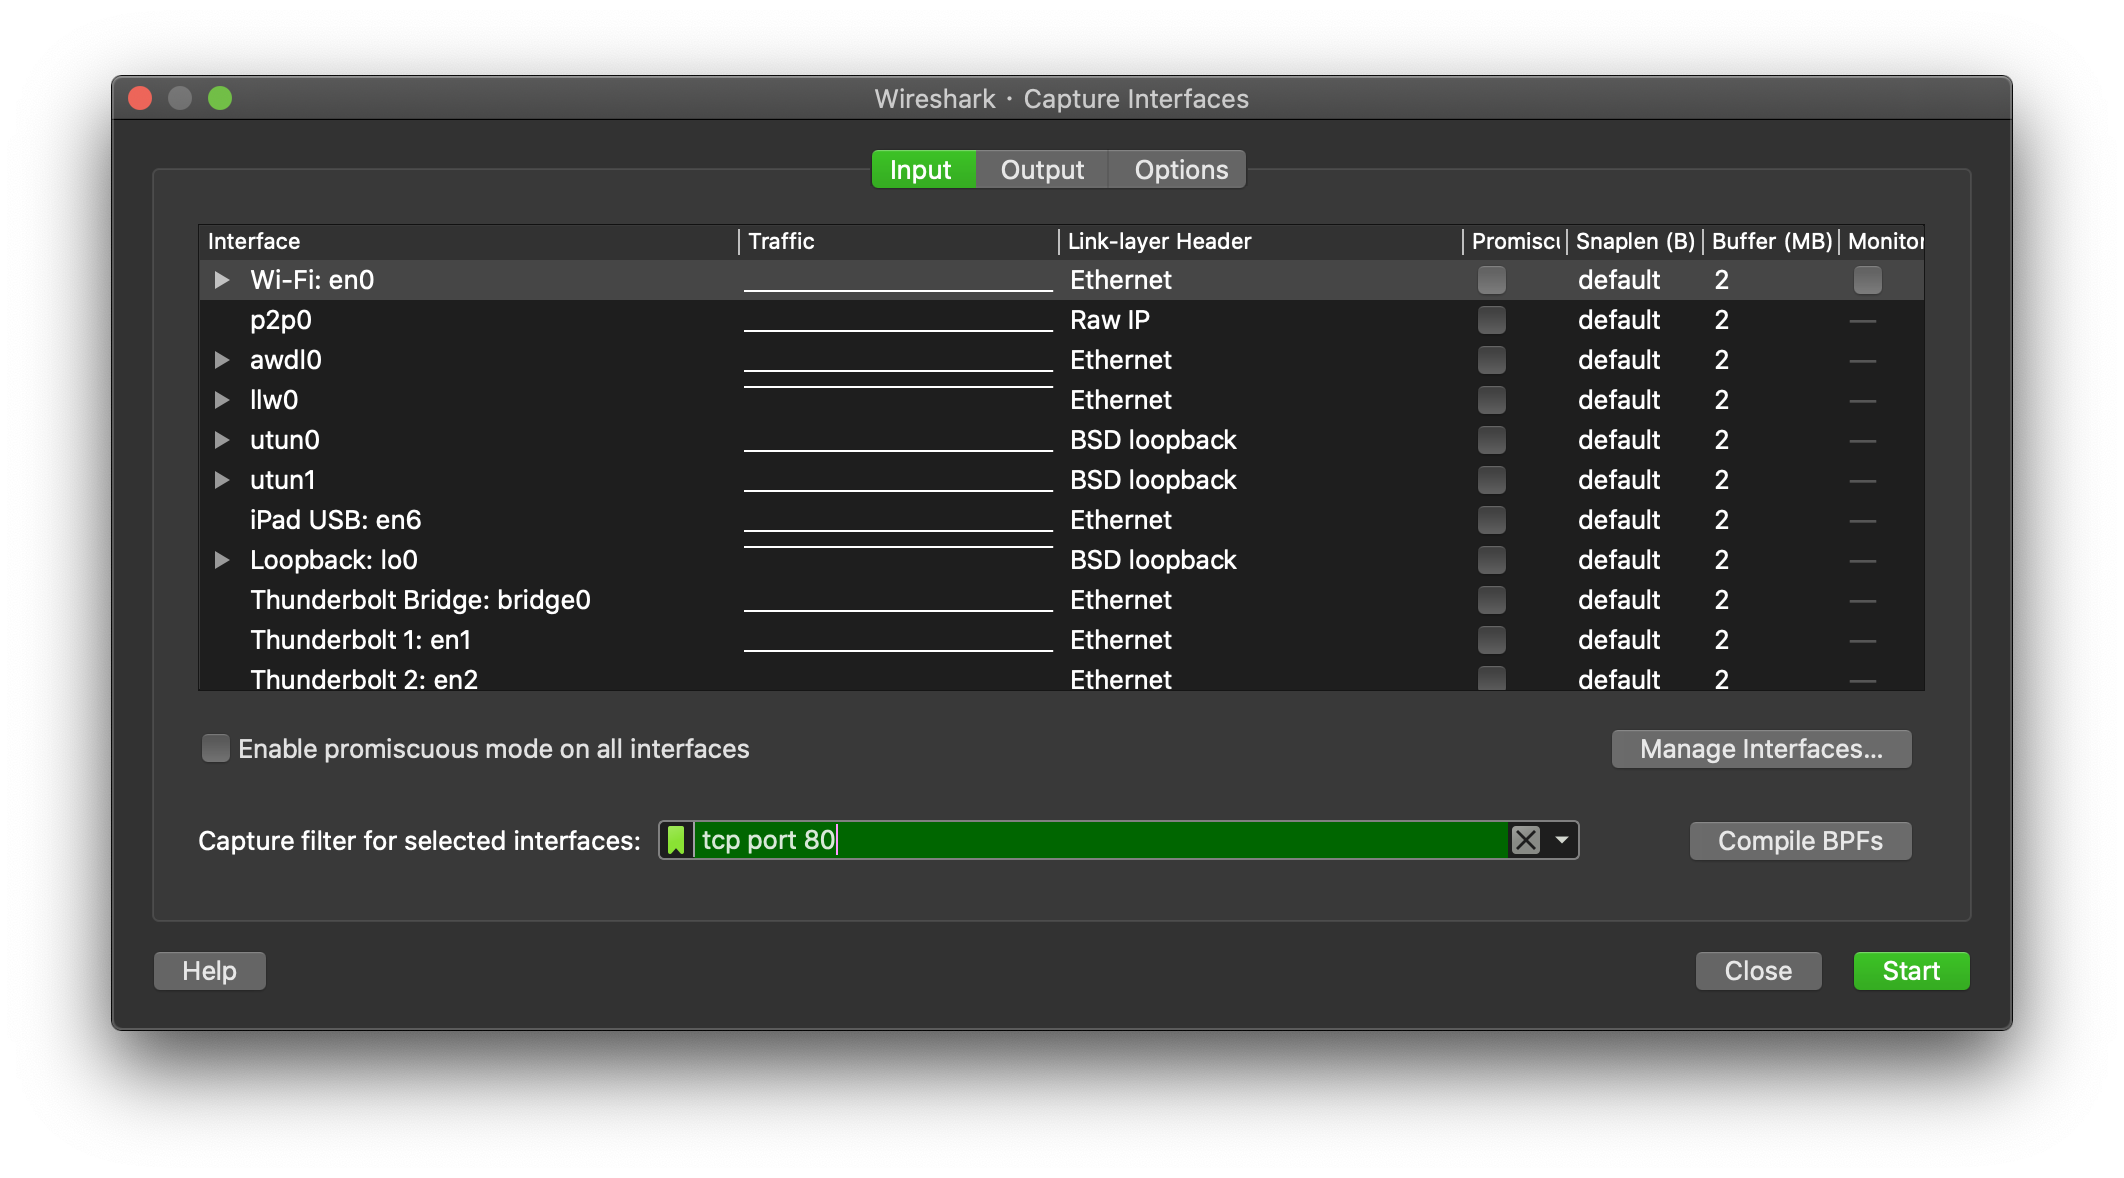 Wireshark · Capture Interfaces
Input Output Options
Interface Traffic Link-layer Header Promiscu Snaplen (B) Buffer (MB) Monitor
Wi-Fi: en0 Ethernet default 2
p2p0 Raw IP default 2 —
awdl0 Ethernet default 2 —
llw0 Ethernet default 2 —
utun0 BSD loopback default 2 —
utun1 BSD loopback default 2 —
iPad USB: en6 Ethernet default 2 —
Loopback: lo0 BSD loopback default 2 —
Thunderbolt Bridge: bridge0 Ethernet default 2 —
Thunderbolt 1: en1 Ethernet default 2 —
Thunderbolt 2: en2 Ethernet default 2 —
Enable promiscuous mode on all interfaces Manage Interfaces...
Capture filter for selected interfaces: tcp port 80 Compile BPFs
Help Close Start